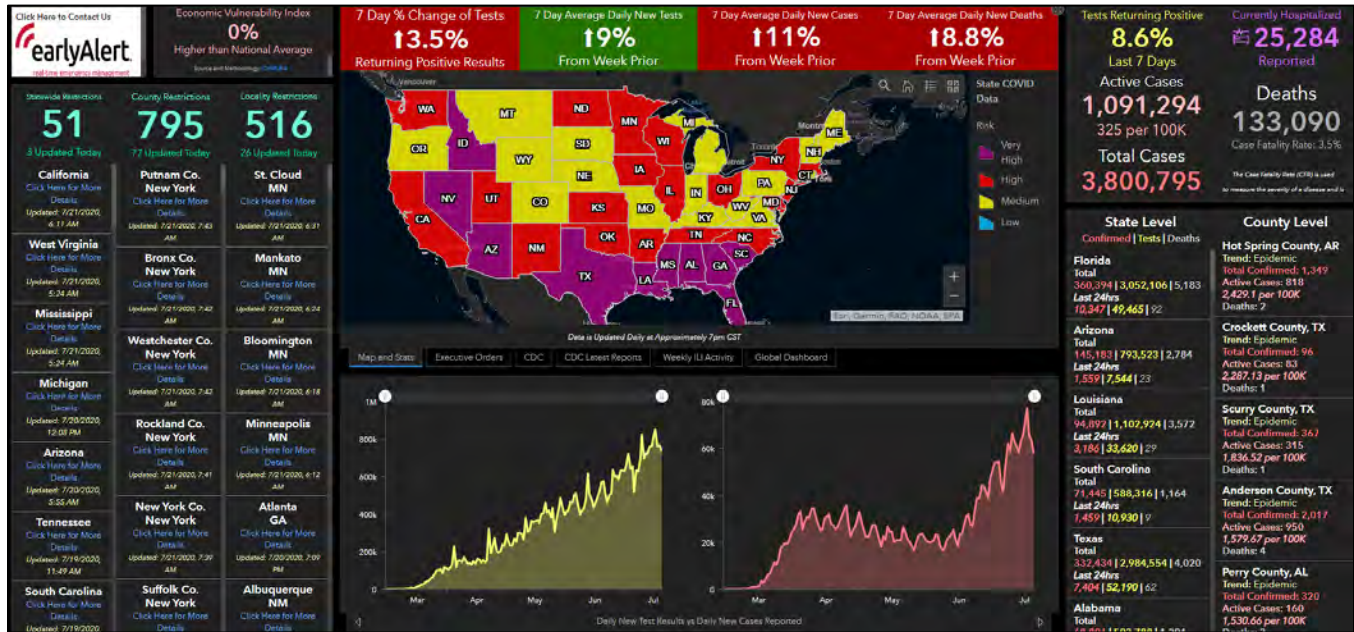 Click Here to Contact Us
earlyAlert
real-time emergency management
Economic Vulnerability Index
0%
Higher than National Average
7 Day % Change of Tests
3.5%
Returning Positive Results
7 Day Average Daily New Tests
9%
From Week Prior
7 Day Average Daily New Cases
11%
From Week Prior
7 Day Average Daily New Deaths
8.8%
From Week Prior
Tests Returning Positive
8.6%
Last 7 Days
Active Cases
1,091,294
325 per 100K
Total Cases
3,800,795
Currently Hospitalized
25,284
Reported
Deaths
133,090
Case Fatality Rate: 3.5%
The Case Fatality Rate (CFR) is used
to measure the severity of a disease and is
Statewide Restrictions
51
3 Updated Today
California
Click Here for More
Details
Updated: 7/21/2020,
6:11 AM
West Virginia
Click Here for More
Details
Updated: 7/21/2020,
5:24 AM
Mississippi
Click Here for More
Details
Updated: 7/21/2020,
5:24 AM
Michigan
Click Here for More
Details
Updated: 7/20/2020,
12:08 PM
Arizona
Click Here for More
Details
Updated: 7/20/2020,
5:55 AM
Tennessee
Click Here for More
Details
Updated: 7/19/2020,
11:49 AM
South Carolina
Click Here for More
Details
Updated: 7/19/2020
County Restrictions
795
77 Updated Today
Putnam Co.
New York
Click Here for More
Details
Updated: 7/21/2020, 7:43
AM
Bronx Co.
New York
Click Here for More
Details
Updated: 7/21/2020, 7:42
AM
Westchester Co.
New York
Click Here for More
Details
Updated: 7/21/2020, 7:42
AM
Rockland Co.
New York
Click Here for More
Details
Updated: 7/21/2020, 7:41
AM
New York Co.
New York
Click Here for More
Details
Updated: 7/21/2020, 7:39
AM
Suffolk Co.
New York
Click Here for More
Details
Locality Restrictions
516
26 Updated Today
St. Cloud
MN
Click Here for More
Details
Updated: 7/21/2020, 6:31
AM
Mankato
MN
Click Here for More
Details
Updated: 7/21/2020, 6:24
AM
Bloomington
MN
Click Here for More
Details
Updated: 7/21/2020, 6:18
AM
Minneapolis
MN
Click Here for More
Details
Updated: 7/21/2020, 6:12
AM
Atlanta
GA
Click Here for More
Details
Updated: 7/20/2020, 7:09
PM
Albuquerque
NM
Click Here for More
Details
Vancouver
Toronto
WA
MT
ND
MN
MI
ME
OR
ID
SD
WI
NH
WY
NY
NE
IA
CT
NV
UT
CO
IL
IN
OH
PA
NJ
CA
KS
MO
WV
MD
KY
VA
AZ
NM
OK
AR
TN
NC
TX
LA
MS
AL
GA
SC
FL
State COVID
Data
Risk
Very
High
High
Medium
Low
+
−
Esri, Garmin, FAO, NOAA, EPA
Data is Updated Daily at Approximately 7pm CST
Map and Stats
Executive Orders
CDC
CDC Latest Reports
Weekly ILI Activity
Global Dashboard
1M
800k
600k
400k
200k
0
Mar
Apr
May
Jun
Jul
80k
60k
40k
20k
0
Mar
Apr
May
Jun
Jul
Daily New Test Results vs Daily New Cases Reported
State Level
Confirmed | Tests | Deaths
Florida
Total
360,394 | 3,052,106 | 5,183
Last 24hrs
10,347 | 49,465 | 92
Arizona
Total
145,183 | 793,523 | 2,784
Last 24hrs
1,559 | 7,544 | 23
Louisiana
Total
94,892 | 1,102,924 | 3,572
Last 24hrs
3,186 | 33,620 | 29
South Carolina
Total
71,445 | 588,316 | 1,164
Last 24hrs
1,459 | 10,930 | 9
Texas
Total
332,434 | 2,984,554 | 4,020
Last 24hrs
7,404 | 52,190 | 62
Alabama
Total
County Level
Hot Spring County, AR
Trend: Epidemic
Total Confirmed: 1,349
Active Cases: 818
2,429.1 per 100K
Deaths: 2
Crockett County, TX
Trend: Epidemic
Total Confirmed: 96
Active Cases: 83
2,287.13 per 100K
Deaths: 1
Scurry County, TX
Trend: Epidemic
Total Confirmed: 367
Active Cases: 315
1,836.52 per 100K
Deaths: 1
Anderson County, TX
Trend: Epidemic
Total Confirmed: 2,017
Active Cases: 950
1,579.67 per 100K
Deaths: 4
Perry County, AL
Trend: Epidemic
Total Confirmed: 320
Active Cases: 160
1,530.66 per 100K